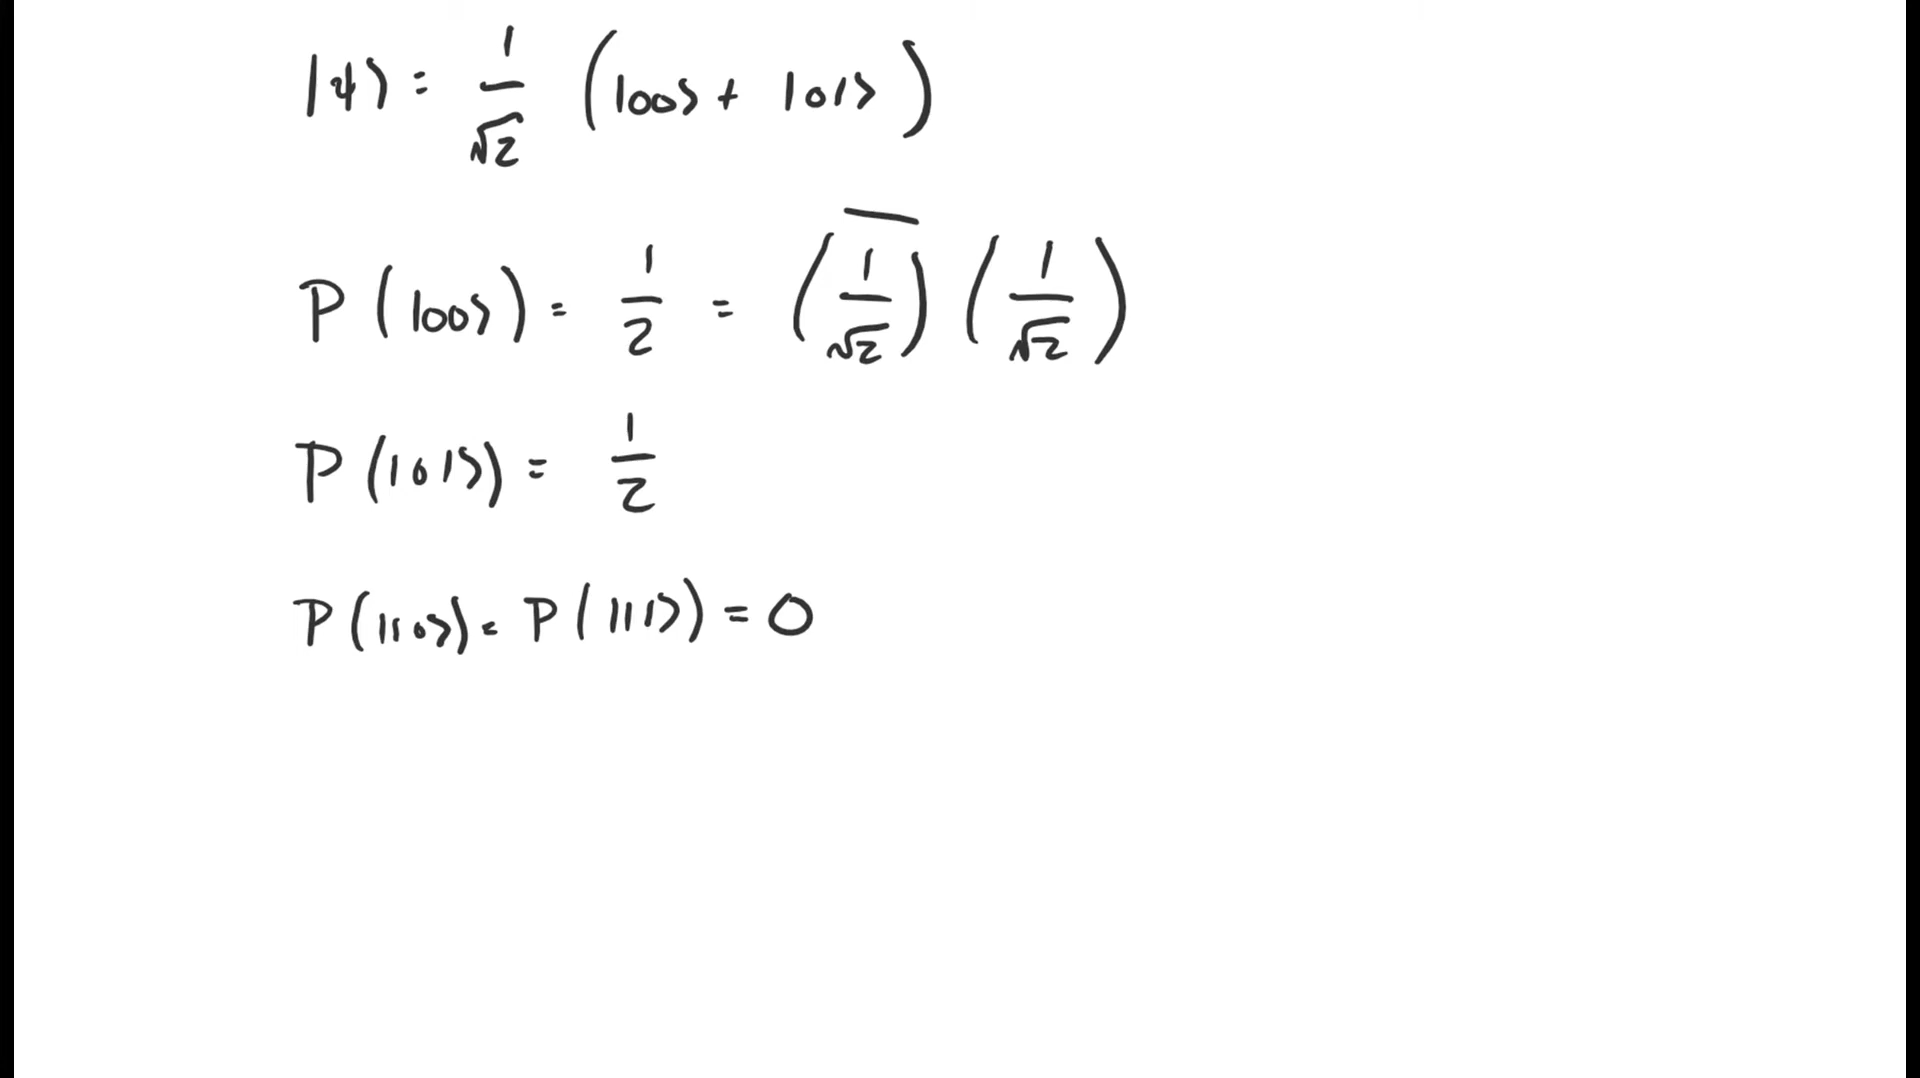 |ψ⟩ = 1/√2 (|00⟩ + |01⟩)
P(|00⟩) = 1/2 = (1/√2)‾ (1/√2)
P(|01⟩) = 1/2
P(|10⟩) = P(|11⟩) = 0